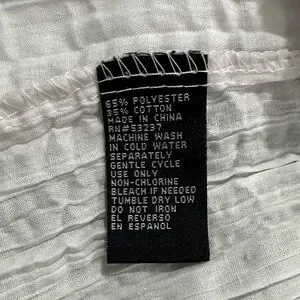 65% POLYESTER
35% COTTON
MADE IN CHINA
RN#53237
MACHINE WASH
IN COLD WATER
SEPARATELY
GENTLE CYCLE
USE ONLY
NON-CHLORINE
BLEACH IF NEEDED
TUMBLE DRY LOW
DO NOT IRON
EL REVERSO
EN ESPANOL